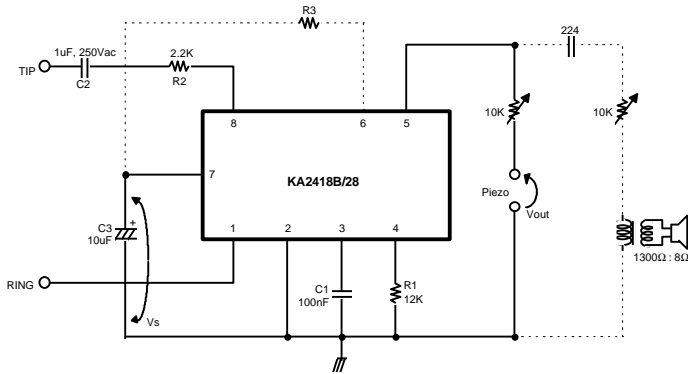 R3
1uF, 250Vac
TIP
C2
2.2K
R2
224
8
6
5
10K
10K
KA2418B/28
7
Piezo
Vout
C3
+
10uF
1
2
3
4
1300Ω : 8Ω
RING
C1
100nF
R1
12K
Vs